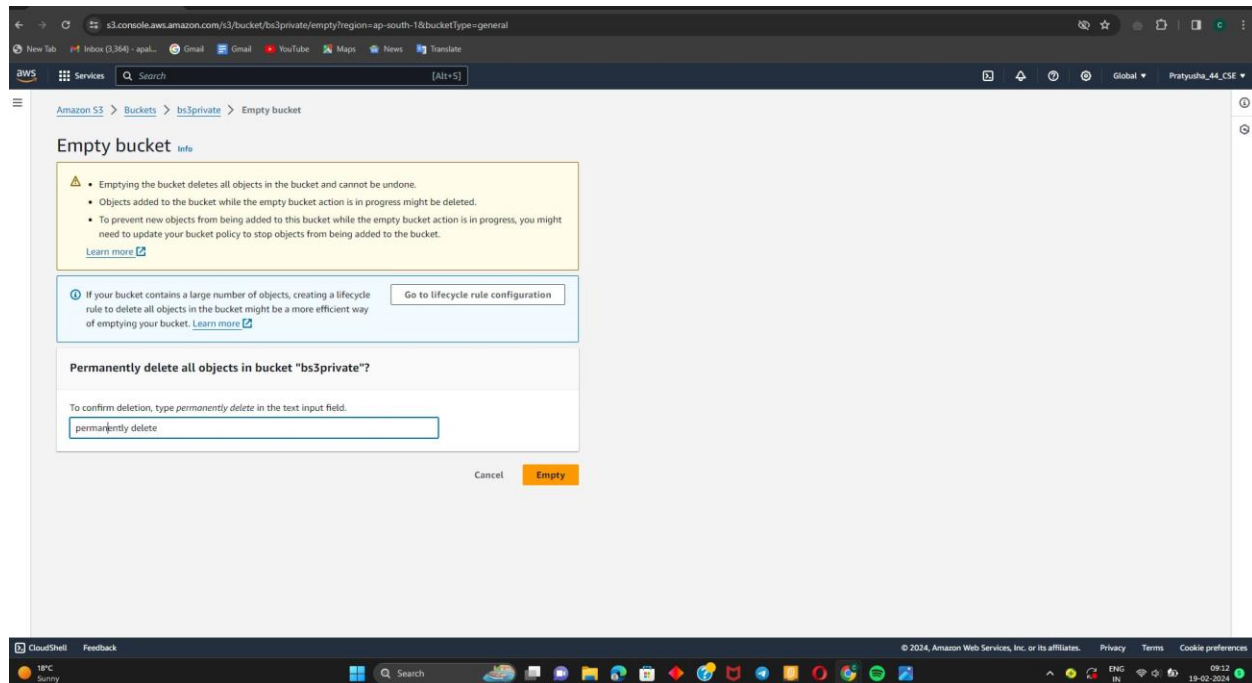 s3.console.aws.amazon.com/s3/bucket/bs3private/empty?region=ap-south-1&bucketType=general
New Tab Inbox (3,364) - apal... Gmail Gmail YouTube Maps News Translate
aws Services Search [Alt+S] Global Pratyusha_44_CSE
Amazon S3 > Buckets > bs3private > Empty bucket
Empty bucket Info
• Emptying the bucket deletes all objects in the bucket and cannot be undone.
• Objects added to the bucket while the empty bucket action is in progress might be deleted.
• To prevent new objects from being added to this bucket while the empty bucket action is in progress, you might
need to update your bucket policy to stop objects from being added to the bucket.
Learn more
If your bucket contains a large number of objects, creating a lifecycle
rule to delete all objects in the bucket might be a more efficient way
of emptying your bucket. Learn more
Go to lifecycle rule configuration
Permanently delete all objects in bucket "bs3private"?
To confirm deletion, type permanently delete in the text input field.
permanently delete
Cancel Empty
CloudShell Feedback © 2024, Amazon Web Services, Inc. or its affiliates. Privacy Terms Cookie preferences
18°C
Sunny
Search
ENG
IN
09:12
19-02-2024